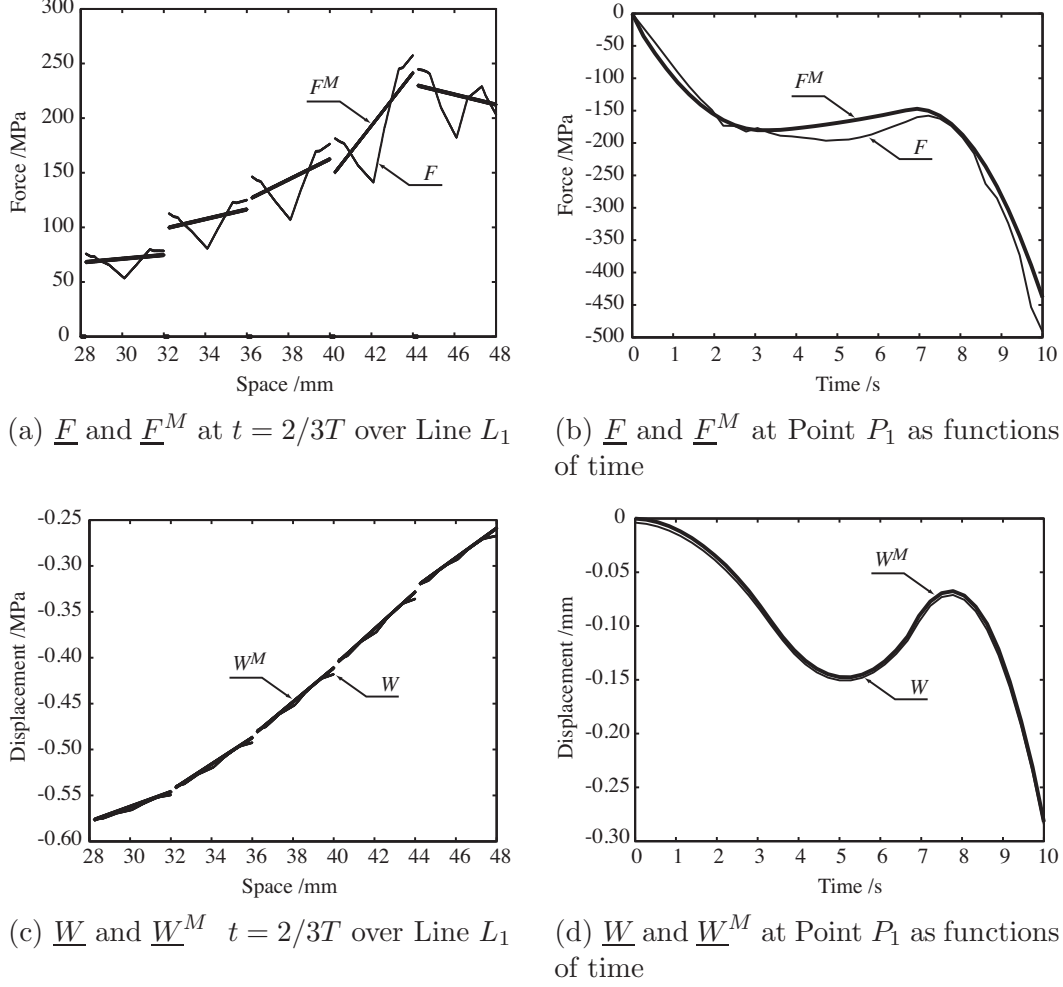 300
250
200
150
100
50
0
28 30 32 34 36 38 40 42 44 46 48
Force /MPa
Space /mm
F^M
F
(a) F and F^M at t = 2/3T over Line L_1
0
-50
-100
-150
-200
-250
-300
-350
-400
-450
-500
0 1 2 3 4 5 6 7 8 9 10
Force /MPa
Time /s
F^M
F
(b) F and F^M at Point P_1 as functions
of time
-0.25
-0.30
-0.35
-0.40
-0.45
-0.50
-0.55
-0.60
28 30 32 34 36 38 40 42 44 46 48
Displacement /MPa
Space /mm
W^M
W
(c) W and W^M t = 2/3T over Line L_1
0
-0.05
-0.10
-0.15
-0.20
-0.25
-0.30
0 1 2 3 4 5 6 7 8 9 10
Displacement /mm
Time /s
W^M
W
(d) W and W^M at Point P_1 as functions
of time